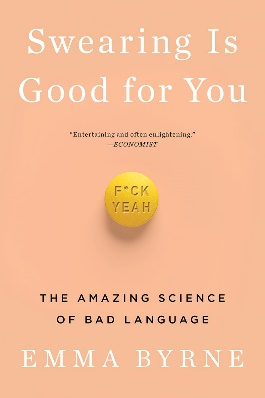 Swearing Is
Good for You
"Entertaining and often enlightening."
—ECONOMIST
F*CK
YEAH
THE AMAZING SCIENCE
OF BAD LANGUAGE
EMMA BYRNE